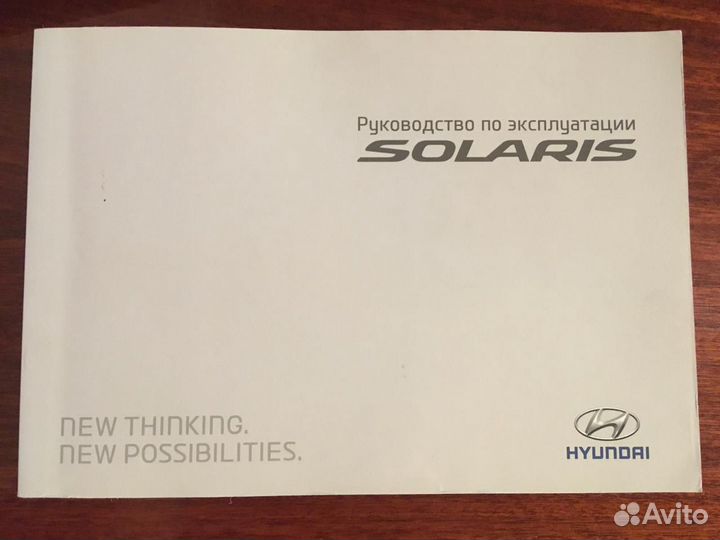 Руководство по эксплуатации
SOLARIS
NEW THINKING.
NEW POSSIBILITIES.
HYUNDAI
Avito